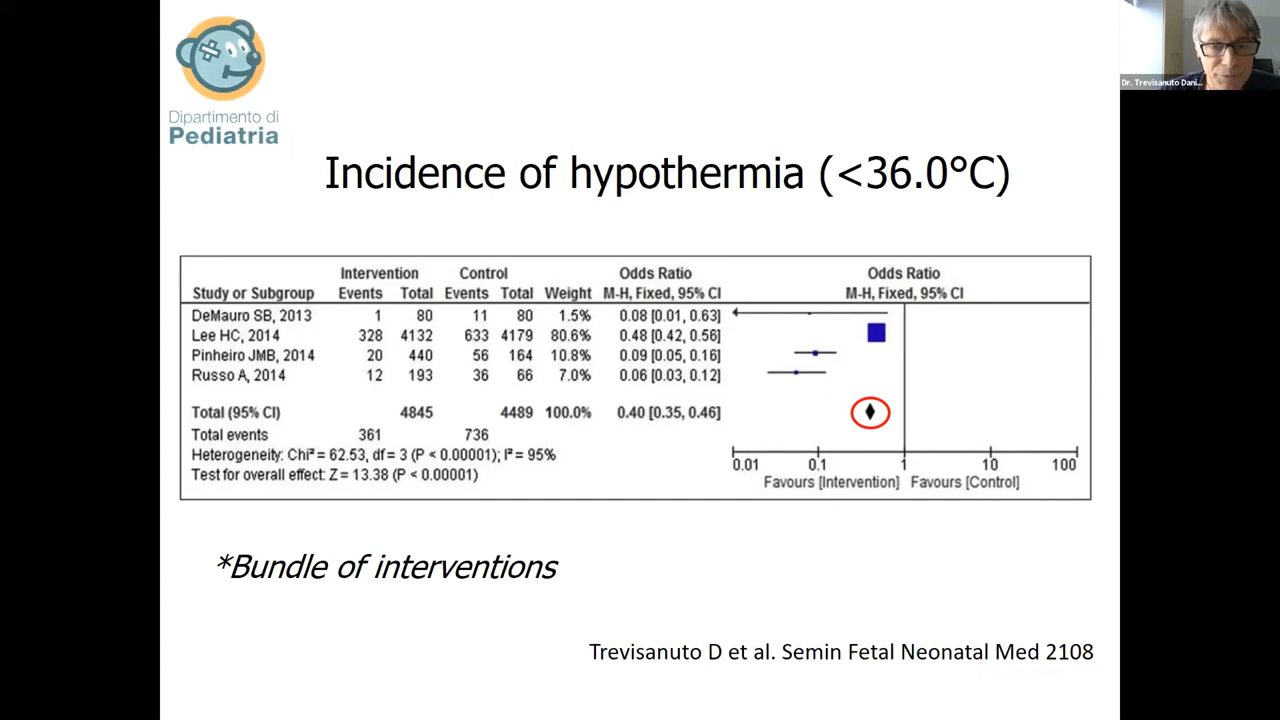 Dipartimento di
Pediatria
Dr. Trevisanuto Dani...
Incidence of hypothermia (<36.0°C)
Intervention Control Odds Ratio Odds Ratio
Study or Subgroup Events Total Events Total Weight M-H, Fixed, 95% CI M-H, Fixed, 95% CI
DeMauro SB, 2013 1 80 11 80 1.5% 0.08 [0.01, 0.63]
Lee HC, 2014 328 4132 633 4179 80.6% 0.48 [0.42, 0.56]
Pinheiro JMB, 2014 20 440 56 164 10.8% 0.09 [0.05, 0.16]
Russo A, 2014 12 193 36 66 7.0% 0.06 [0.03, 0.12]
Total (95% CI) 4845 4489 100.0% 0.40 [0.35, 0.46]
Total events 361 736
Heterogeneity: Chi² = 62.53, df = 3 (P < 0.00001); I² = 95%
Test for overall effect: Z = 13.38 (P < 0.00001)
0.01 0.1 1 10 100
Favours [Intervention] Favours [Control]
*Bundle of interventions
Trevisanuto D et al. Semin Fetal Neonatal Med 2108